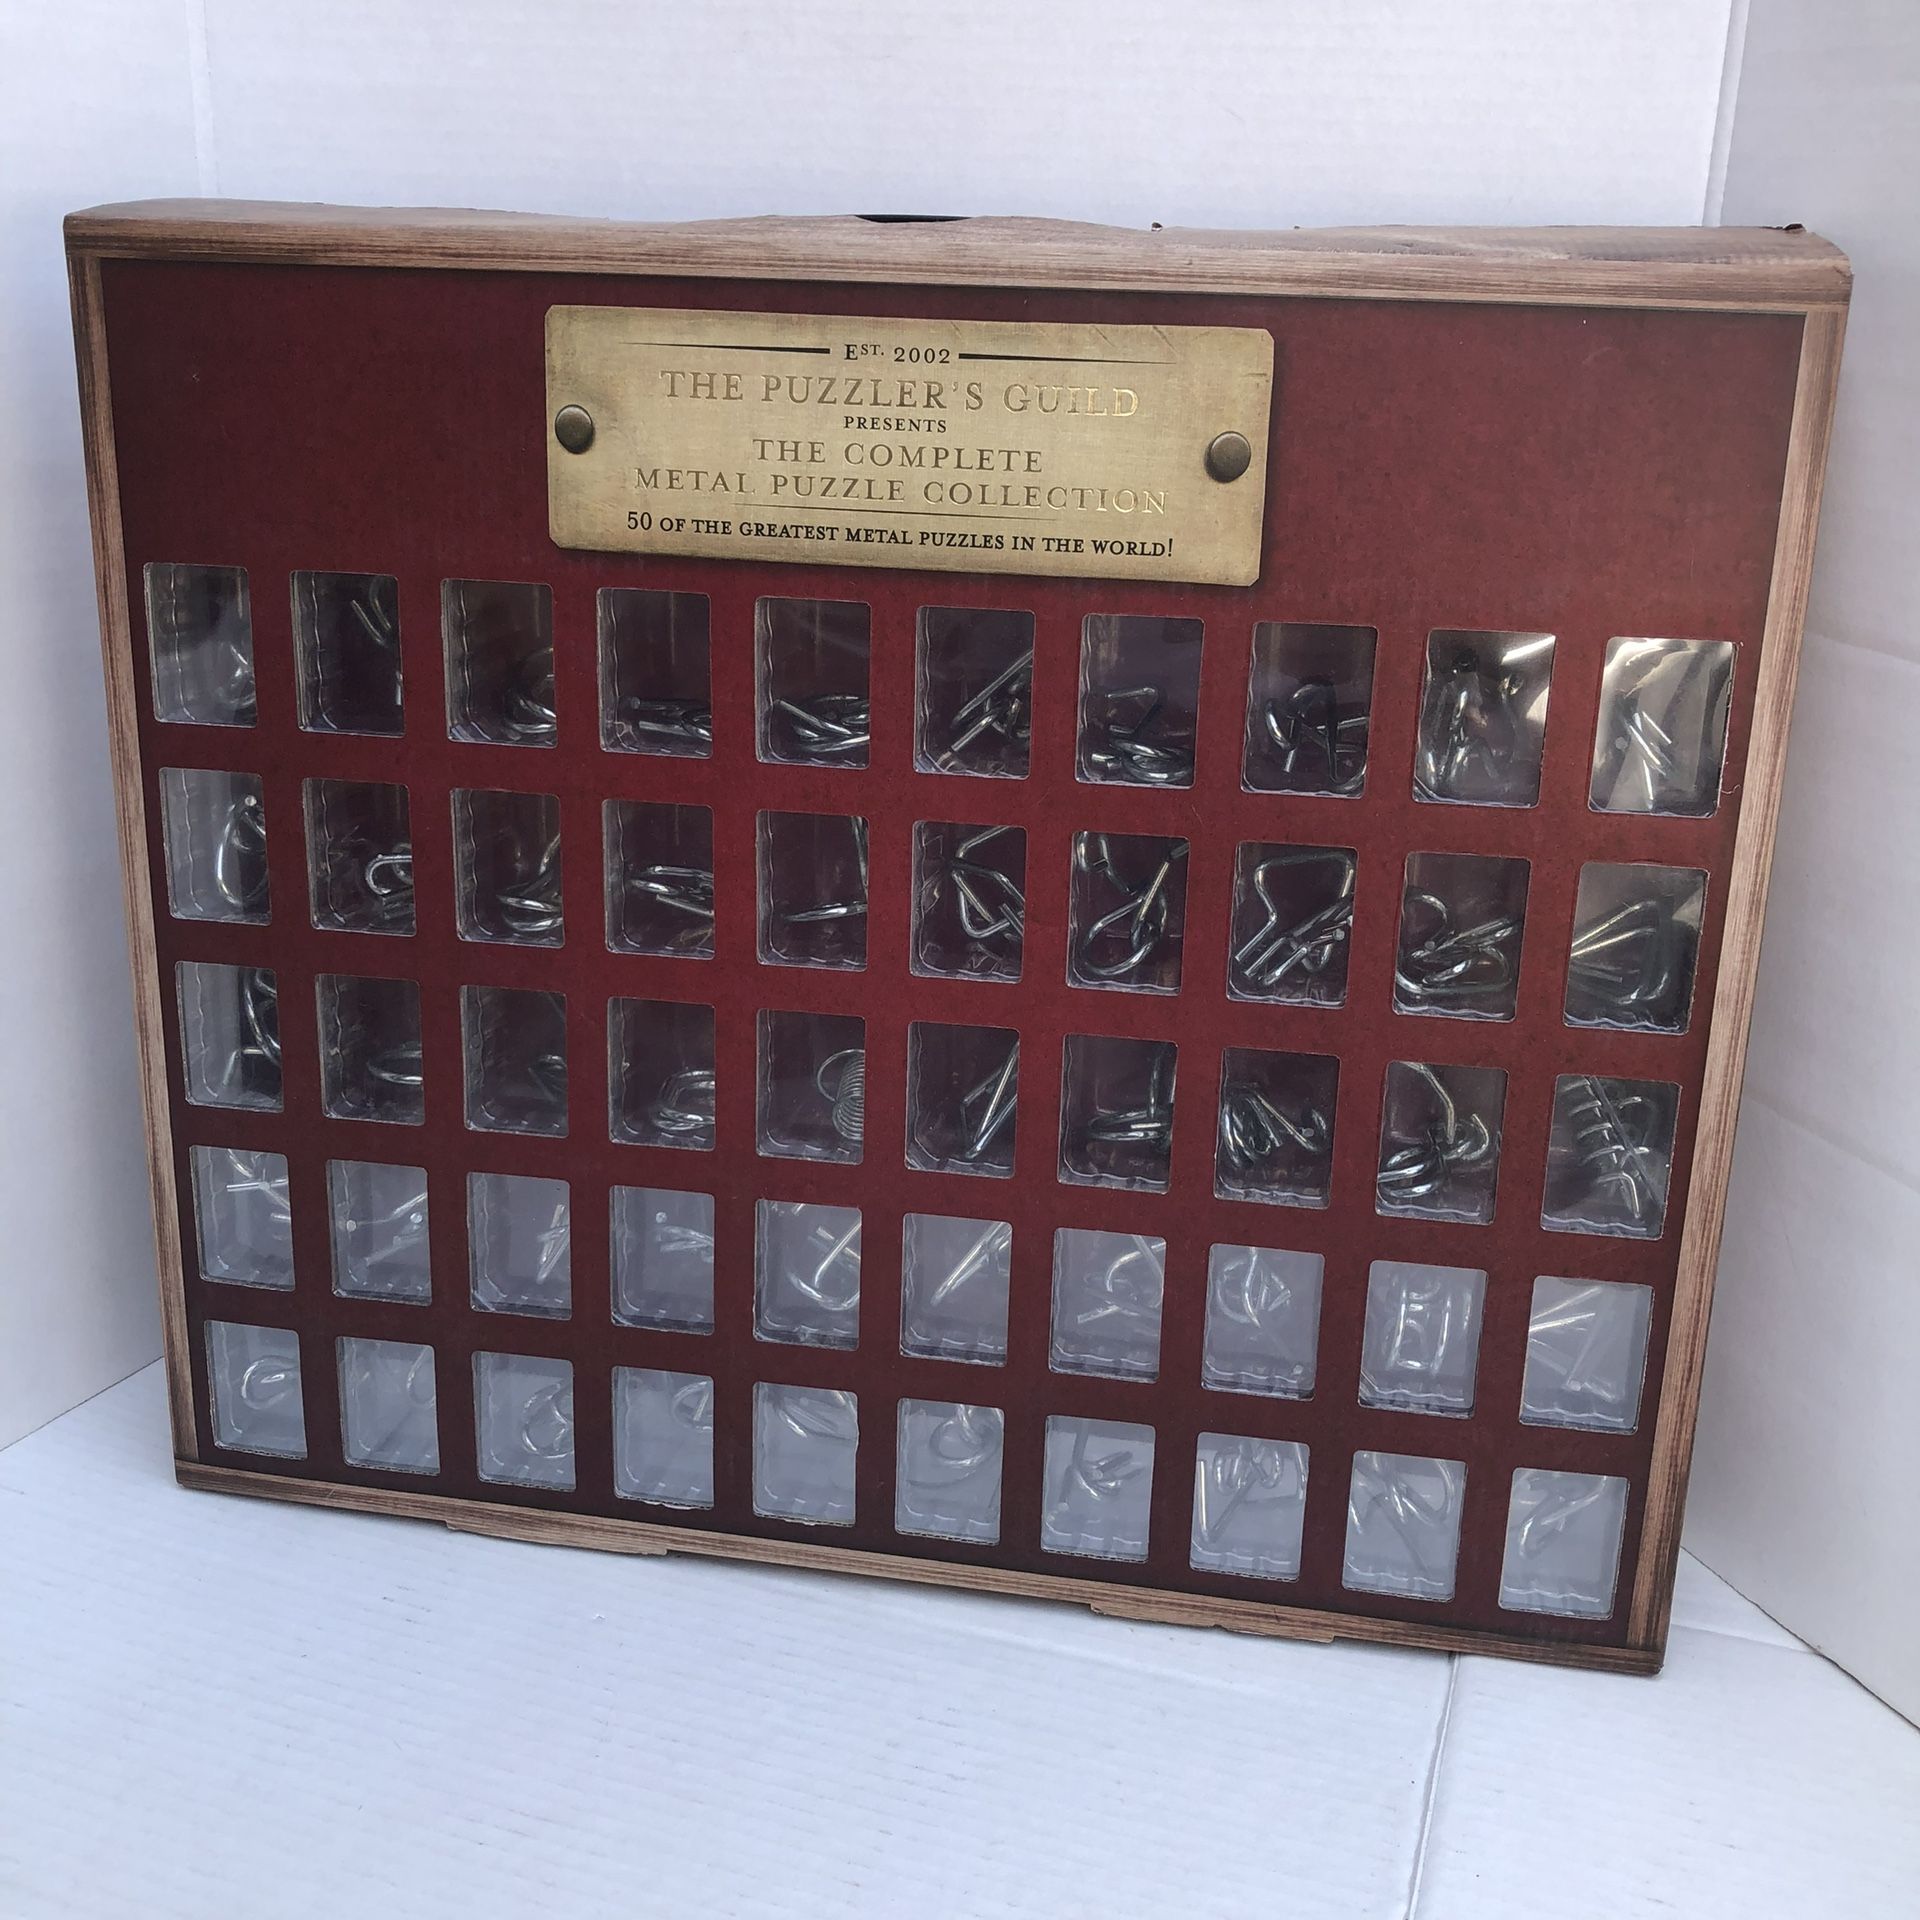 EST. 2002
THE PUZZLER'S GUILD
PRESENTS
THE COMPLETE
METAL PUZZLE COLLECTION
50 OF THE GREATEST METAL PUZZLES IN THE WORLD!